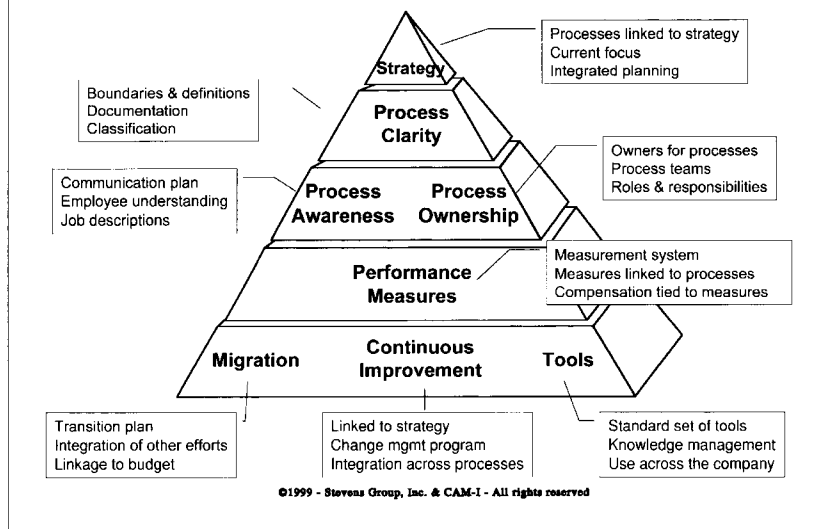 Processes linked to strategy
Current focus
Integrated planning
Strategy
Boundaries & definitions
Documentation
Classification
Process
Clarity
Owners for processes
Process teams
Roles & responsibilities
Communication plan
Employee understanding
Job descriptions
Process
Awareness
Process
Ownership
Measurement system
Measures linked to processes
Compensation tied to measures
Performance
Measures
Migration
Continuous
Improvement
Tools
Transition plan
Integration of other efforts
Linkage to budget
Linked to strategy
Change mgmt program
Integration across processes
Standard set of tools
Knowledge management
Use across the company
©1999 - Stevens Group, Inc. & CAM-I - All rights reserved